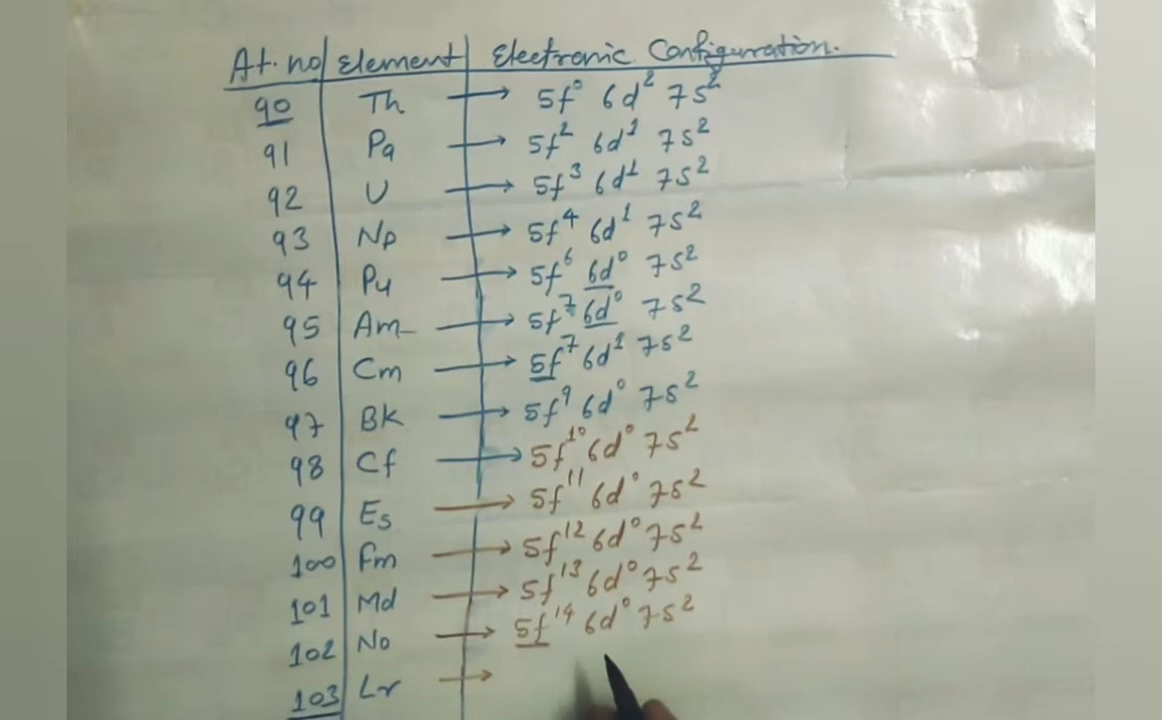 At. no Element Electronic Configuration.
90 Th → 5f⁰ 6d² 7s²
91 Pa → 5f² 6d¹ 7s²
92 U → 5f³ 6d¹ 7s²
93 Np → 5f⁴ 6d¹ 7s²
94 Pu → 5f⁶ 6d⁰ 7s²
95 Am → 5f⁷ 6d⁰ 7s²
96 Cm → 5f⁷ 6d¹ 7s²
97 Bk → 5f⁹ 6d⁰ 7s²
98 Cf → 5f¹⁰ 6d⁰ 7s²
99 Es → 5f¹¹ 6d⁰ 7s²
100 Fm → 5f¹² 6d⁰ 7s²
101 Md → 5f¹³ 6d⁰ 7s²
102 No → 5f¹⁴ 6d⁰ 7s²
103 Lr →